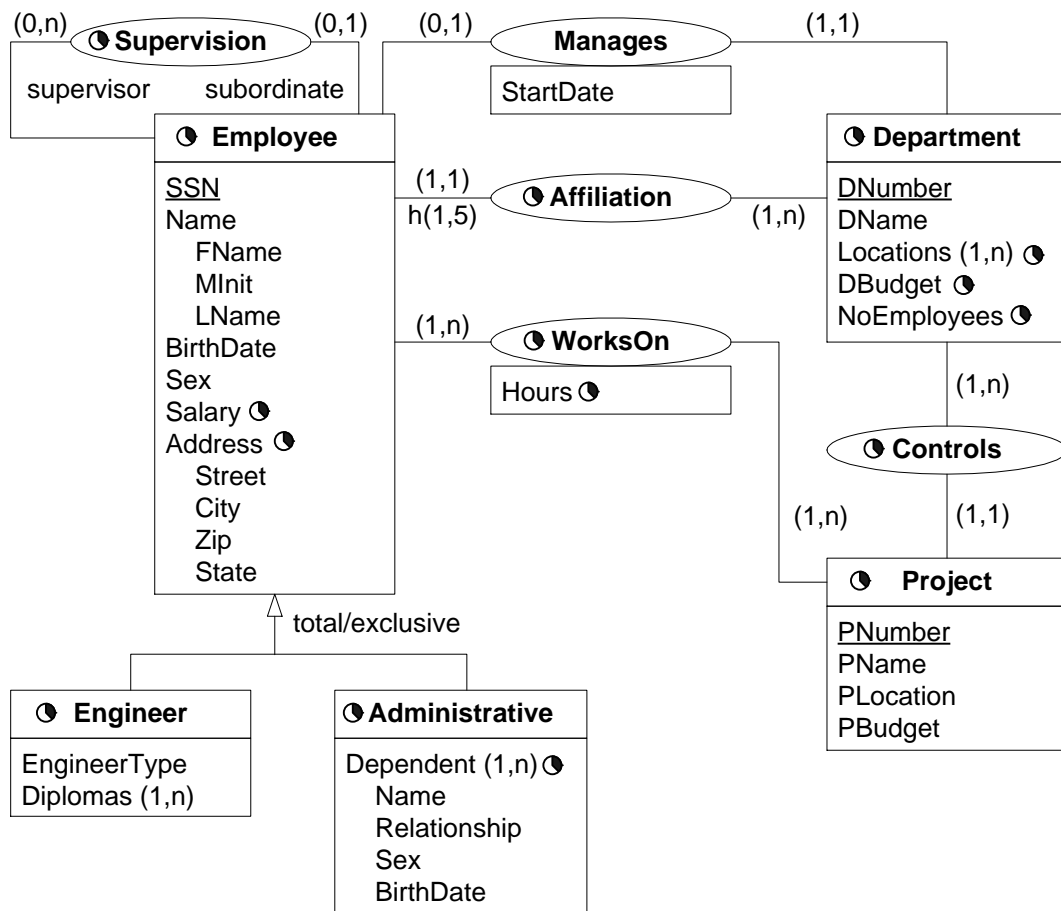 (0,n) Supervision (0,1)
supervisor subordinate
(0,1) Manages (1,1)
StartDate
Employee
SSN
Name
FName
MInit
LName
BirthDate
Sex
Salary
Address
Street
City
Zip
State
(1,1) Affiliation
h(1,5) (1,n)
(1,n) WorksOn
Hours
(1,n)
Department
DNumber
DName
Locations (1,n)
DBudget
NoEmployees
(1,n)
Controls
(1,1)
Project
PNumber
PName
PLocation
PBudget
total/exclusive
Engineer
EngineerType
Diplomas (1,n)
Administrative
Dependent (1,n)
Name
Relationship
Sex
BirthDate